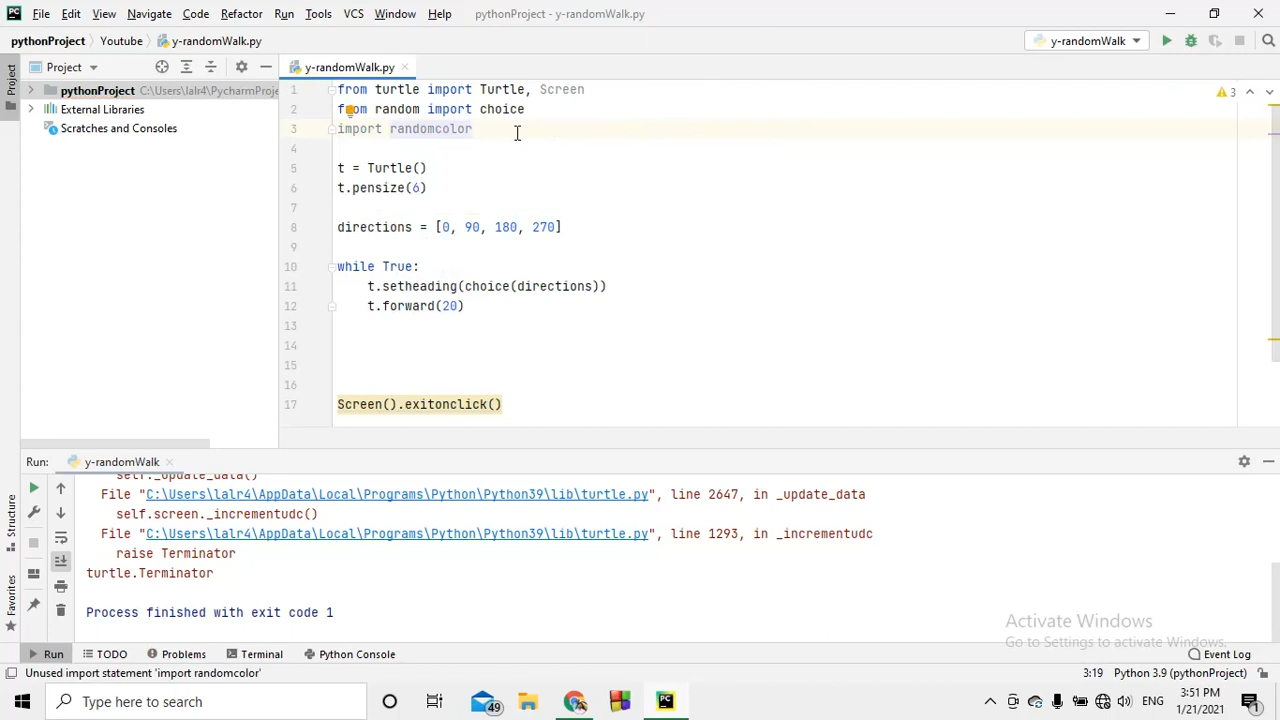 PC File Edit View Navigate Code Refactor Run Tools VCS Window Help pythonProject - y-randomWalk.py
pythonProject Youtube y-randomWalk.py y-randomWalk
Project Project y-randomWalk.py
pythonProject C:\Users\lalr4\PycharmProje
External Libraries
Scratches and Consoles
1 from turtle import Turtle, Screen 3
2 from random import choice
3 import randomcolor
4
5 t = Turtle()
6 t.pensize(6)
7
8 directions = [0, 90, 180, 270]
9
10 while True:
11 t.setheading(choice(directions))
12 t.forward(20)
13
14
15
16
17 Screen().exitonclick()
Run: y-randomWalk
self._update_data()
File "C:\Users\lalr4\AppData\Local\Programs\Python\Python39\lib\turtle.py", line 2647, in _update_data
self.screen._incrementudc()
File "C:\Users\lalr4\AppData\Local\Programs\Python\Python39\lib\turtle.py", line 1293, in _incrementudc
raise Terminator
turtle.Terminator
Process finished with exit code 1
Structure
Favorites
Activate Windows
Go to Settings to activate Windows.
Run TODO Problems Terminal Python Console Event Log
Unused import statement 'import randomcolor' 3:19 Python 3.9 (pythonProject)
Type here to search 49 PC ENG 3:51 PM
1/21/2021 1